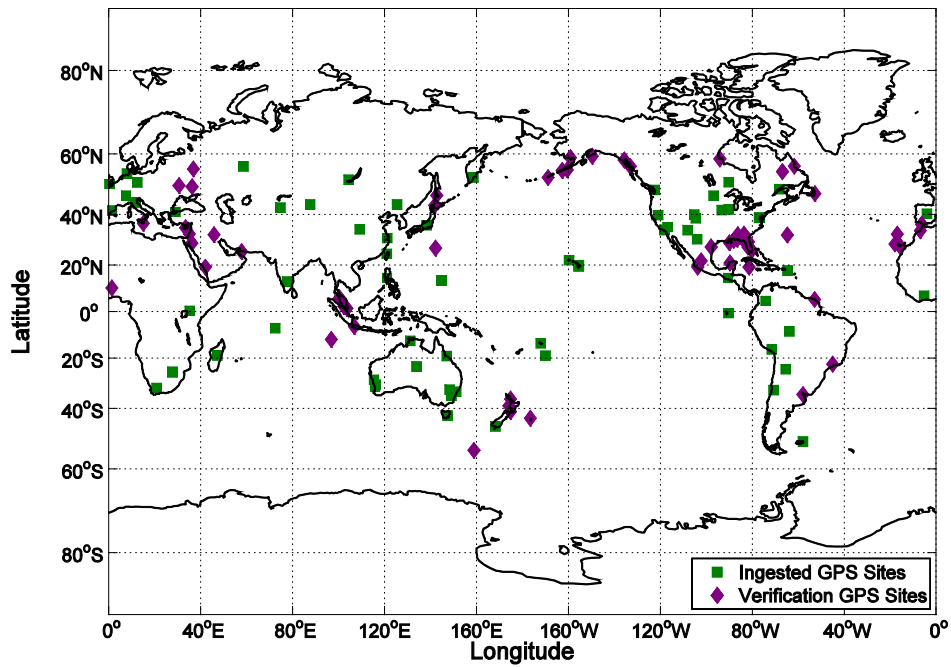 80°N
60°N
40°N
20°N
0°
20°S
40°S
60°S
80°S
Latitude
Ingested GPS Sites
Verification GPS Sites
0°
40°E
80°E
120°E
160°E
160°W
120°W
80°W
40°W
0°
Longitude